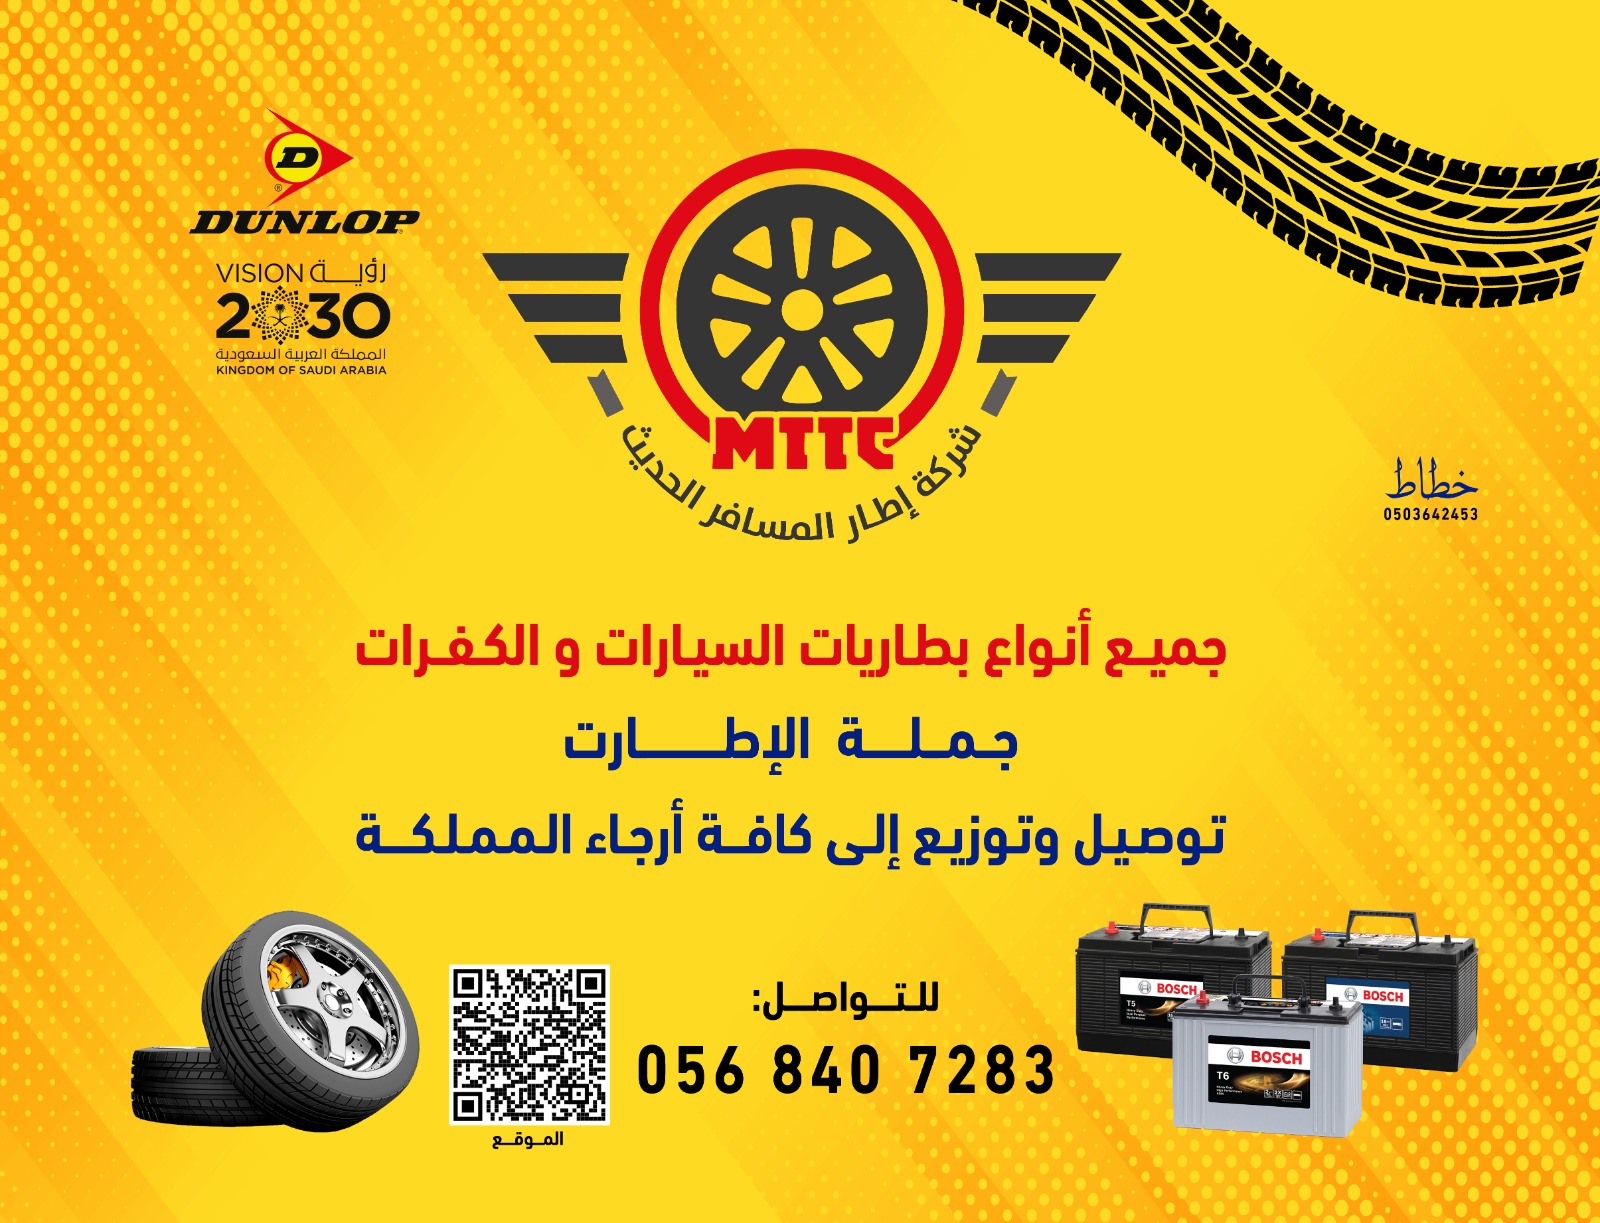 DUNLOP
VISION رؤيــــة
2030
المملكة العربية السعودية
KINGDOM OF SAUDI ARABIA
MTTC
شركة إطار المسافر الحديث
خطاط
0503642453
جميع أنواع بطاريات السيارات و الكفرات
جملة الإطارت
توصيل وتوزيع إلى كافة أرجاء المملكة
للتواصل:
056 840 7283
الموقع
BOSCH
T5
BOSCH
BOSCH
T6